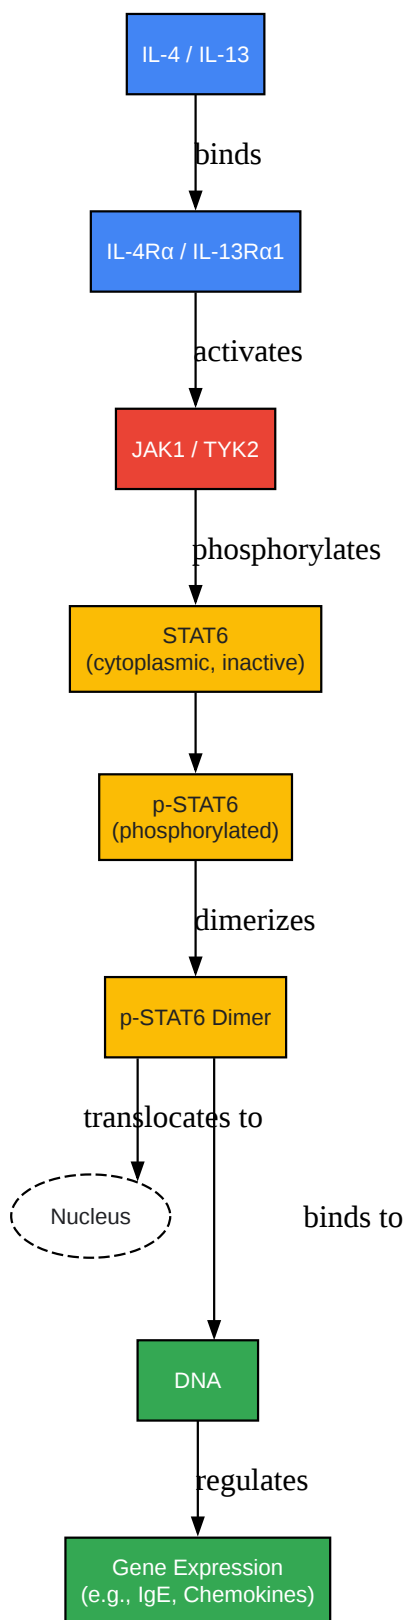 IL-4 / IL-13
binds
IL-4Rα / IL-13Rα1
activates
JAK1 / TYK2
phosphorylates
STAT6
(cytoplasmic, inactive)
p-STAT6
(phosphorylated)
dimerizes
p-STAT6 Dimer
translocates to
Nucleus
binds to
DNA
regulates
Gene Expression
(e.g., IgE, Chemokines)